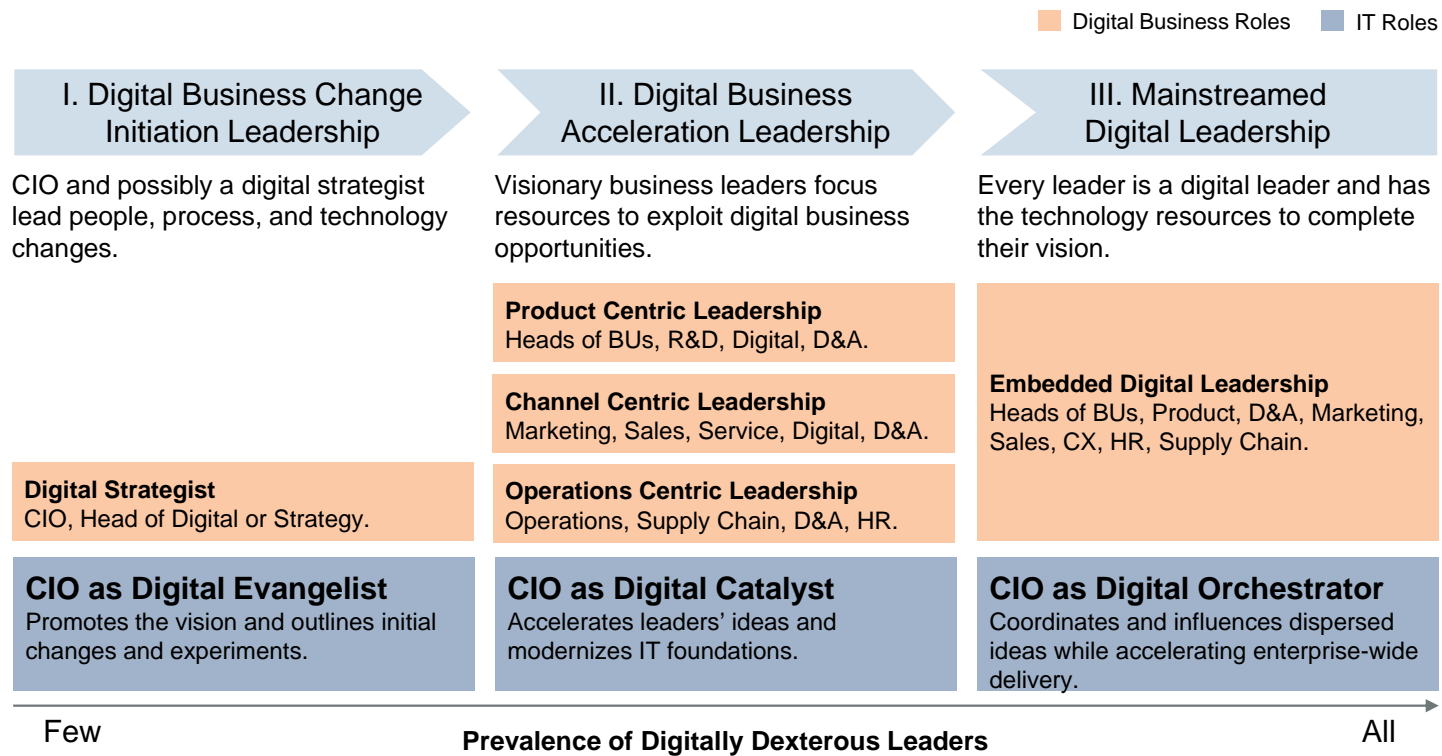 Digital Business Roles
IT Roles
I. Digital Business Change
Initiation Leadership
II. Digital Business
Acceleration Leadership
III. Mainstreamed
Digital Leadership
CIO and possibly a digital strategist
lead people, process, and technology
changes.
Visionary business leaders focus
resources to exploit digital business
opportunities.
Every leader is a digital leader and has
the technology resources to complete
their vision.
Digital Strategist
CIO, Head of Digital or Strategy.
Product Centric Leadership
Heads of BUs, R&D, Digital, D&A.
Channel Centric Leadership
Marketing, Sales, Service, Digital, D&A.
Operations Centric Leadership
Operations, Supply Chain, D&A, HR.
Embedded Digital Leadership
Heads of BUs, Product, D&A, Marketing,
Sales, CX, HR, Supply Chain.
CIO as Digital Evangelist
Promotes the vision and outlines initial
changes and experiments.
CIO as Digital Catalyst
Accelerates leaders’ ideas and
modernizes IT foundations.
CIO as Digital Orchestrator
Coordinates and influences dispersed
ideas while accelerating enterprise-wide
delivery.
Few
Prevalence of Digitally Dexterous Leaders
All